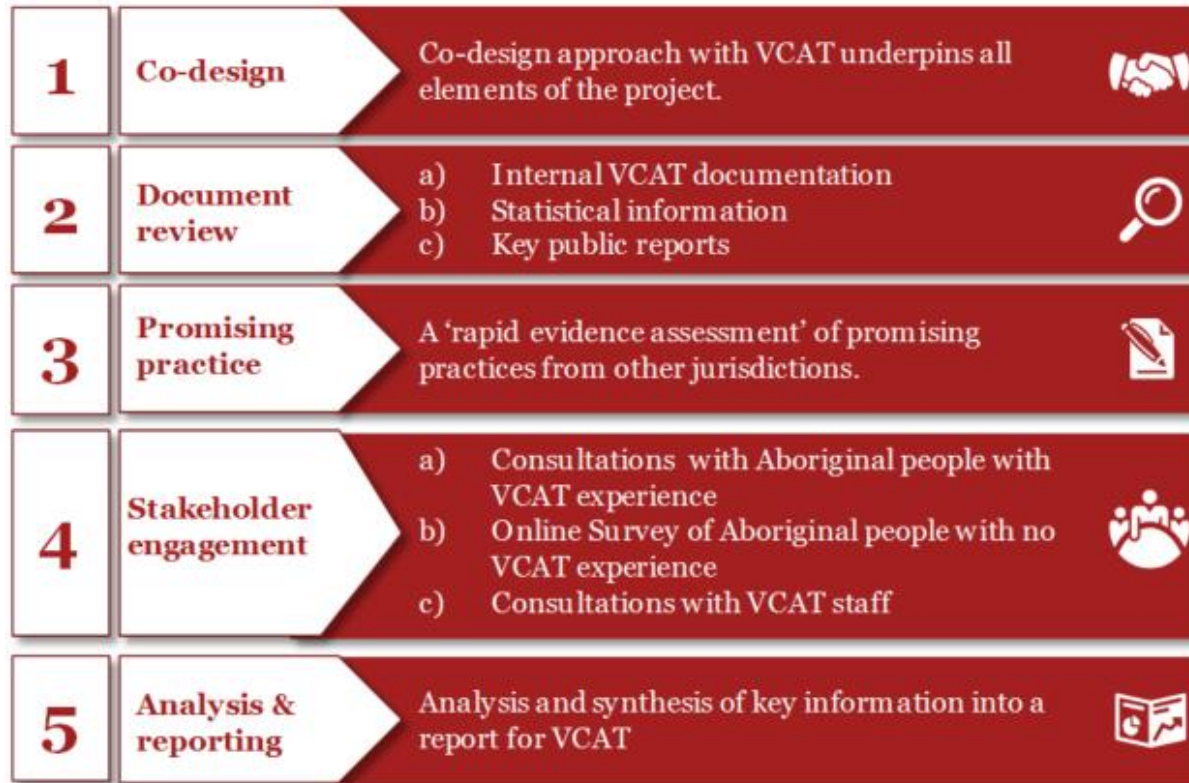 1
Co-design
Co-design approach with VCAT underpins all
elements of the project.
2
Document
review
a) Internal VCAT documentation
b) Statistical information
c) Key public reports
3
Promising
practice
A ‘rapid evidence assessment’ of promising
practices from other jurisdictions.
4
Stakeholder
engagement
a) Consultations with Aboriginal people with
VCAT experience
b) Online Survey of Aboriginal people with no
VCAT experience
c) Consultations with VCAT staff
5
Analysis &
reporting
Analysis and synthesis of key information into a
report for VCAT